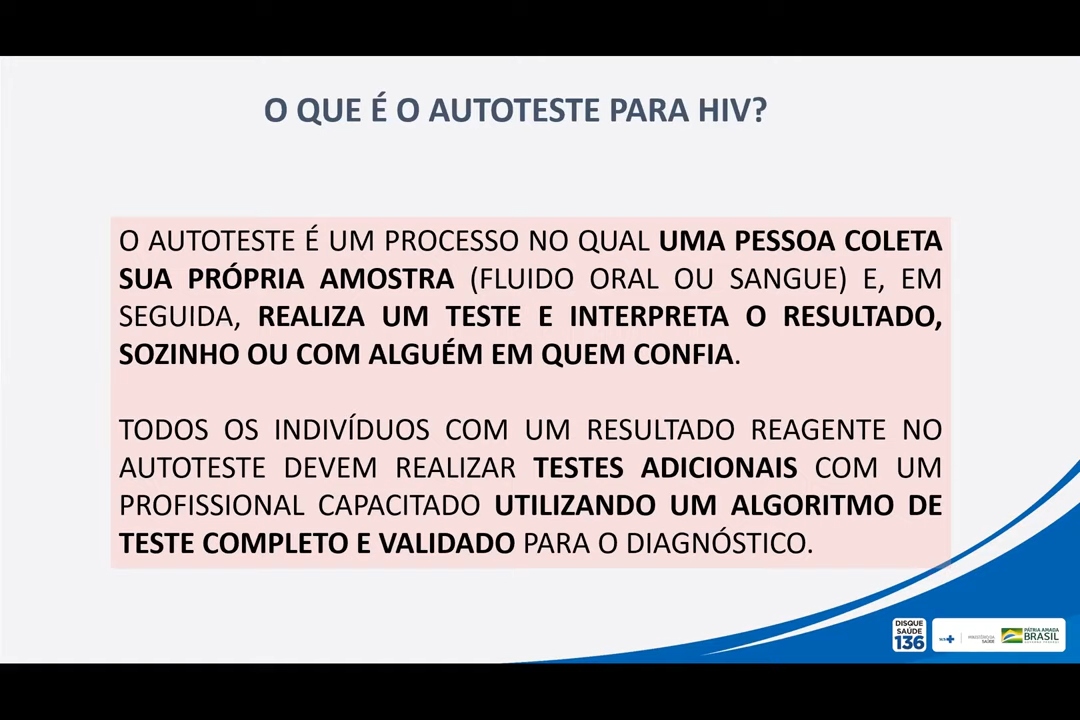 O QUE É O AUTOTESTE PARA HIV?
O AUTOTESTE É UM PROCESSO NO QUAL UMA PESSOA COLETA
SUA PRÓPRIA AMOSTRA (FLUIDO ORAL OU SANGUE) E, EM
SEGUIDA, REALIZA UM TESTE E INTERPRETA O RESULTADO,
SOZINHO OU COM ALGUÉM EM QUEM CONFIA.
TODOS OS INDIVÍDUOS COM UM RESULTADO REAGENTE NO
AUTOTESTE DEVEM REALIZAR TESTES ADICIONAIS COM UM
PROFISSIONAL CAPACITADO UTILIZANDO UM ALGORITMO DE
TESTE COMPLETO E VALIDADO PARA O DIAGNÓSTICO.
DISQUE
SAÚDE
136
SUS
MINISTÉRIO DA
SAÚDE
PÁTRIA AMADA
BRASIL